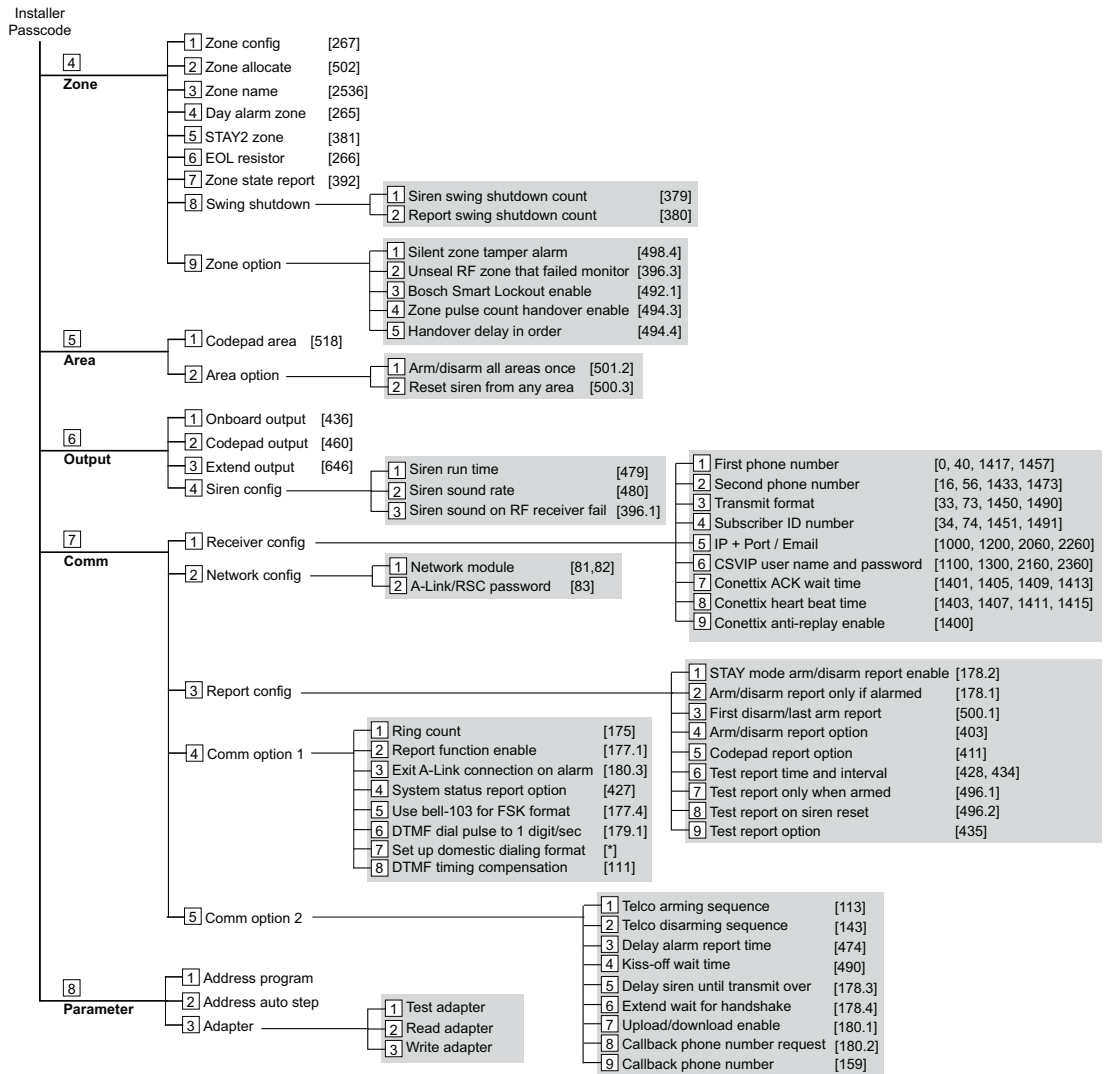 Installer
Passcode
4
Zone
1 Zone config [267]
2 Zone allocate [502]
3 Zone name [2536]
4 Day alarm zone [265]
5 STAY2 zone [381]
6 EOL resistor [266]
7 Zone state report [392]
8 Swing shutdown
1 Siren swing shutdown count [379]
2 Report swing shutdown count [380]
9 Zone option
1 Silent zone tamper alarm [498.4]
2 Unseal RF zone that failed monitor [396.3]
3 Bosch Smart Lockout enable [492.1]
4 Zone pulse count handover enable [494.3]
5 Handover delay in order [494.4]
5
Area
1 Codepad area [518]
2 Area option
1 Arm/disarm all areas once [501.2]
2 Reset siren from any area [500.3]
6
Output
1 Onboard output [436]
2 Codepad output [460]
3 Extend output [646]
4 Siren config
1 Siren run time [479]
2 Siren sound rate [480]
3 Siren sound on RF receiver fail [396.1]
7
Comm
1 Receiver config
1 First phone number [0, 40, 1417, 1457]
2 Second phone number [16, 56, 1433, 1473]
3 Transmit format [33, 73, 1450, 1490]
4 Subscriber ID number [34, 74, 1451, 1491]
5 IP + Port / Email [1000, 1200, 2060, 2260]
6 CSVIP user name and password [1100, 1300, 2160, 2360]
7 Conettix ACK wait time [1401, 1405, 1409, 1413]
8 Conettix heart beat time [1403, 1407, 1411, 1415]
9 Conettix anti-replay enable [1400]
2 Network config
1 Network module [81,82]
2 A-Link/RSC password [83]
3 Report config
1 STAY mode arm/disarm report enable [178.2]
2 Arm/disarm report only if alarmed [178.1]
3 First disarm/last arm report [500.1]
4 Arm/disarm report option [403]
5 Codepad report option [411]
6 Test report time and interval [428, 434]
7 Test report only when armed [496.1]
8 Test report on siren reset [496.2]
9 Test report option [435]
4 Comm option 1
1 Ring count [175]
2 Report function enable [177.1]
3 Exit A-Link connection on alarm [180.3]
4 System status report option [427]
5 Use bell-103 for FSK format [177.4]
6 DTMF dial pulse to 1 digit/sec [179.1]
7 Set up domestic dialing format [*]
8 DTMF timing compensation [111]
5 Comm option 2
1 Telco arming sequence [113]
2 Telco disarming sequence [143]
3 Delay alarm report time [474]
4 Kiss-off wait time [490]
5 Delay siren until transmit over [178.3]
6 Extend wait for handshake [178.4]
7 Upload/download enable [180.1]
8 Callback phone number request [180.2]
9 Callback phone number [159]
8
Parameter
1 Address program
2 Address auto step
3 Adapter
1 Test adapter
2 Read adapter
3 Write adapter